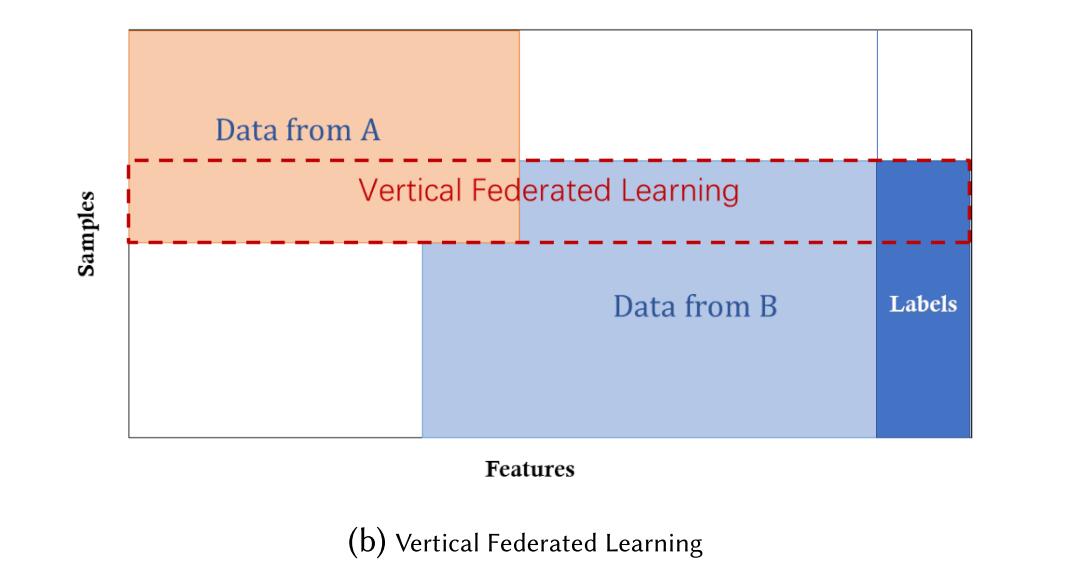 Data from A
Vertical Federated Learning
Samples
Data from B
Labels
Features
(b) Vertical Federated Learning